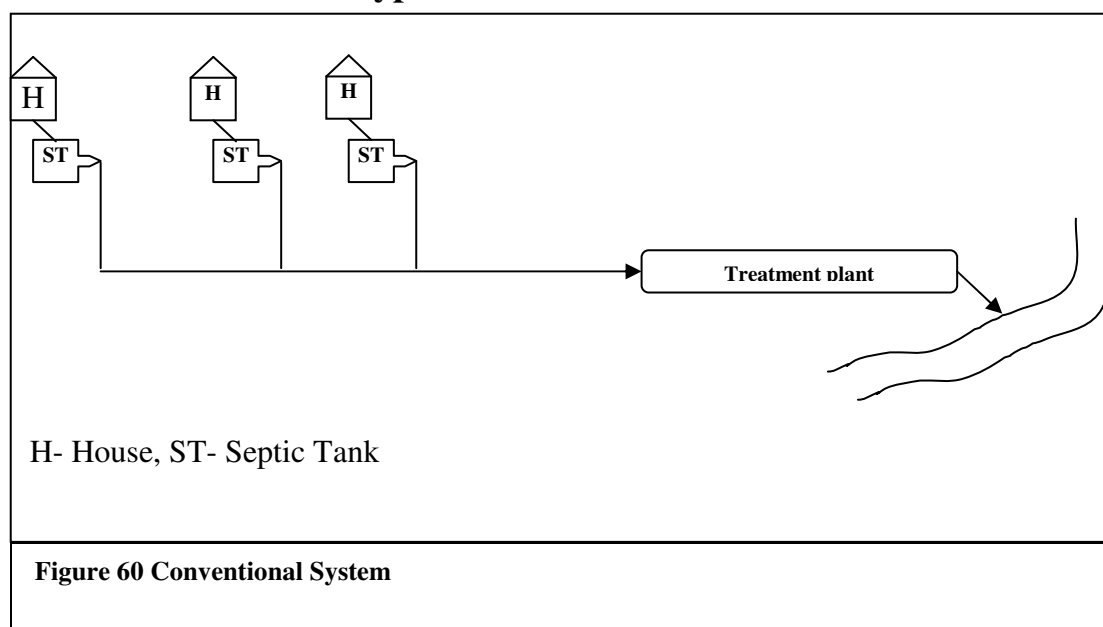 H H H
ST ST ST
Treatment plant
H- House, ST- Septic Tank
Figure 60 Conventional System